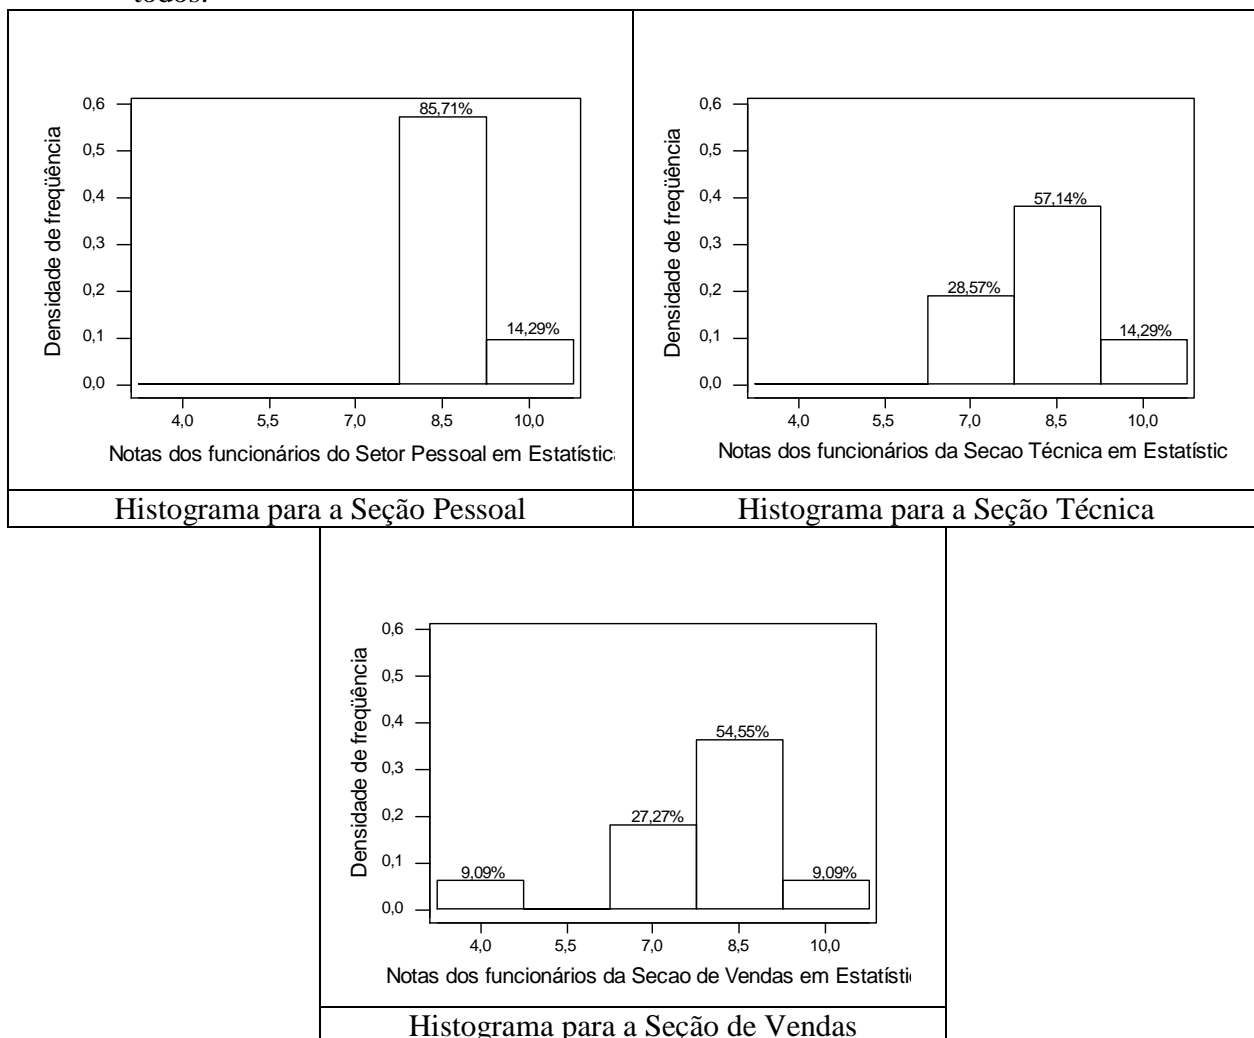 todos.
0,6
0,5
0,4
0,3
0,2
0,1
0,0
Densidade de freqüência
85,71%
14,29%
4,0 5,5 7,0 8,5 10,0
Notas dos funcionários do Setor Pessoal em Estatístic
Histograma para a Seção Pessoal
0,6
0,5
0,4
0,3
0,2
0,1
0,0
Densidade de freqüência
28,57%
57,14%
14,29%
4,0 5,5 7,0 8,5 10,0
Notas dos funcionários da Secao Técnica em Estatístic
Histograma para a Seção Técnica
0,6
0,5
0,4
0,3
0,2
0,1
0,0
Densidade de freqüência
9,09%
27,27%
54,55%
9,09%
4,0 5,5 7,0 8,5 10,0
Notas dos funcionários da Secao de Vendas em Estatísti
Histograma para a Seção de Vendas